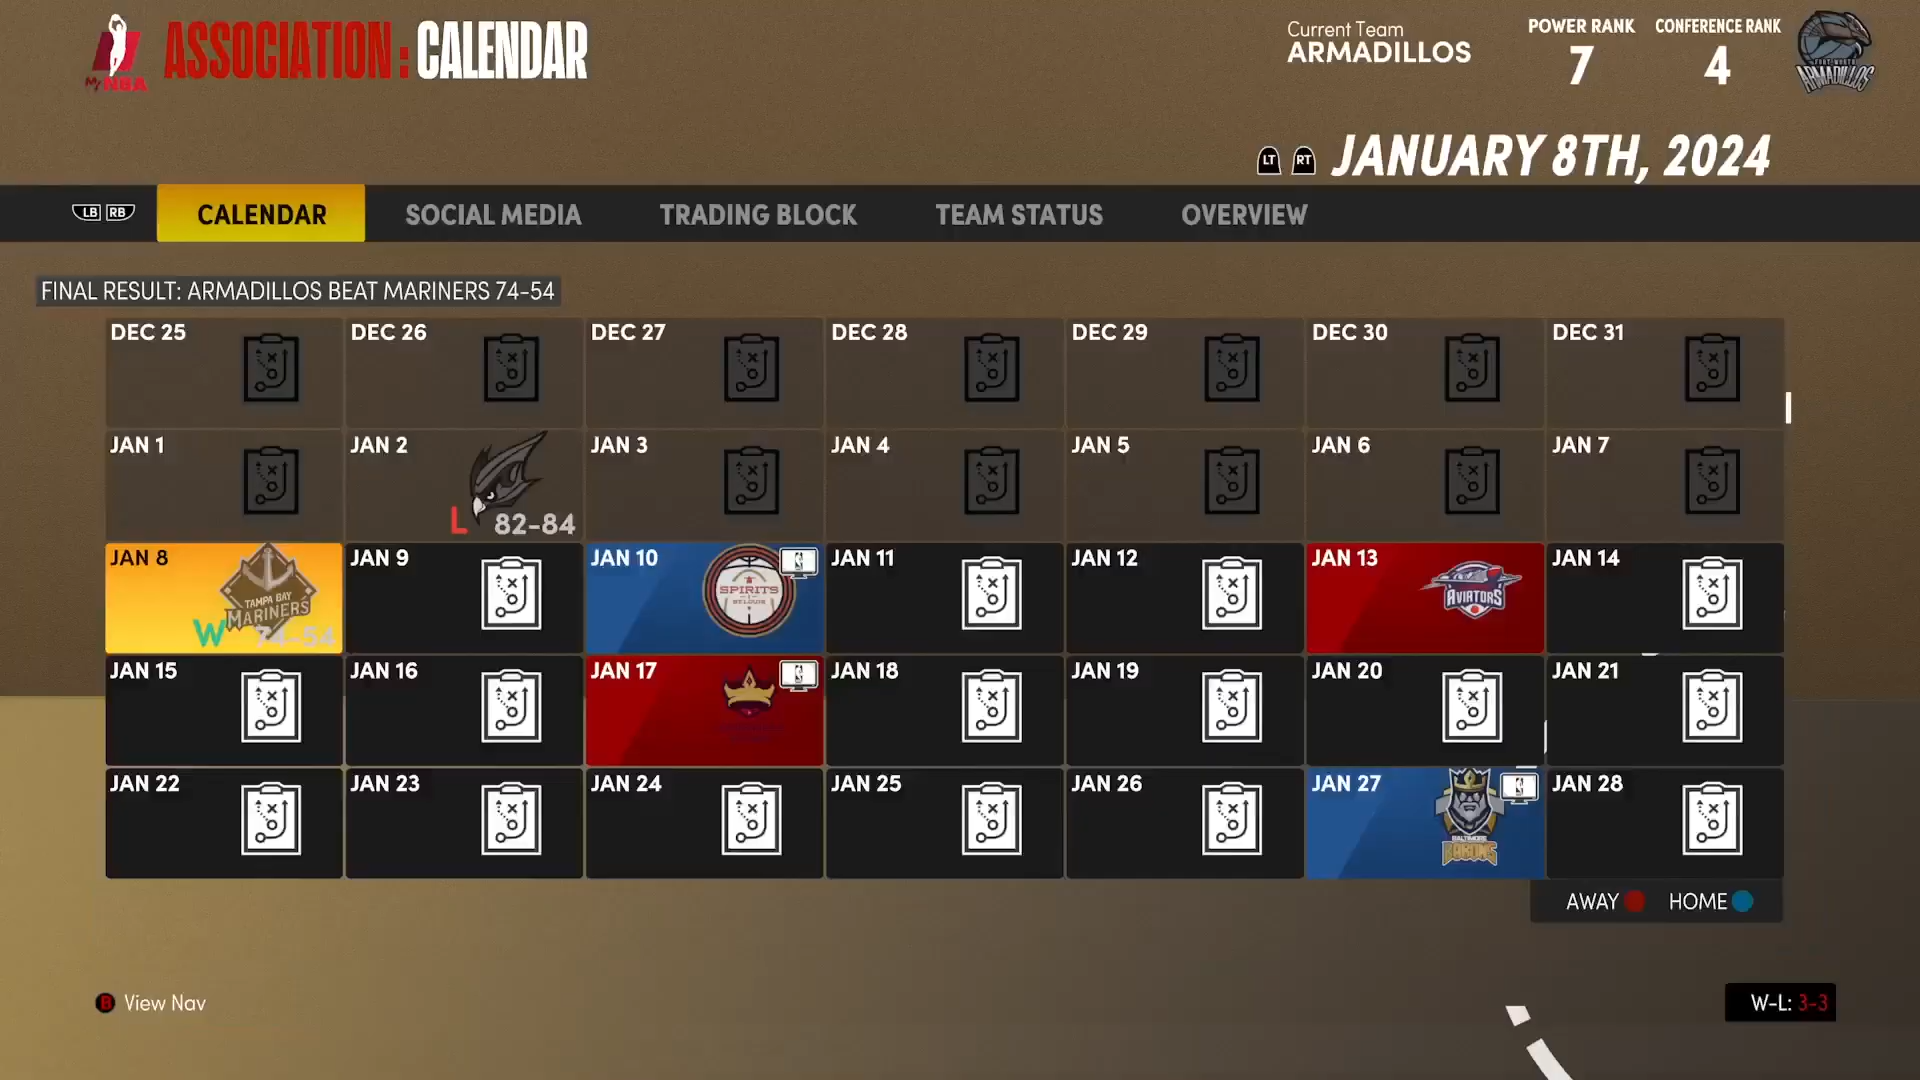 MyNBA
ASSOCIATION: CALENDAR
Current Team
ARMADILLOS
POWER RANK
7
CONFERENCE RANK
4
FORT WORTH
ARMADILLOS
LT RT JANUARY 8TH, 2024
LB RB CALENDAR SOCIAL MEDIA TRADING BLOCK TEAM STATUS OVERVIEW
FINAL RESULT: ARMADILLOS BEAT MARINERS 74-54
DEC 25 DEC 26 DEC 27 DEC 28 DEC 29 DEC 30 DEC 31
JAN 1 JAN 2 JAN 3 JAN 4 JAN 5 JAN 6 JAN 7
L 82-84
JAN 8 JAN 9 JAN 10 JAN 11 JAN 12 JAN 13 JAN 14
TAMPA BAY
MARINERS
W 74-54
SPIRITS
AVIATORS
JAN 15 JAN 16 JAN 17 JAN 18 JAN 19 JAN 20 JAN 21
JAN 22 JAN 23 JAN 24 JAN 25 JAN 26 JAN 27 JAN 28
BALTIMORE
BARONS
AWAY HOME
B View Nav
W-L: 3-3